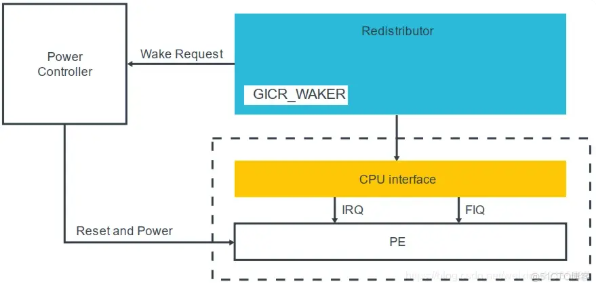 Power
Controller
Wake Request
Redistributor
GICR_WAKER
CPU interface
IRQ
FIQ
Reset and Power
PE
@51CTO博客